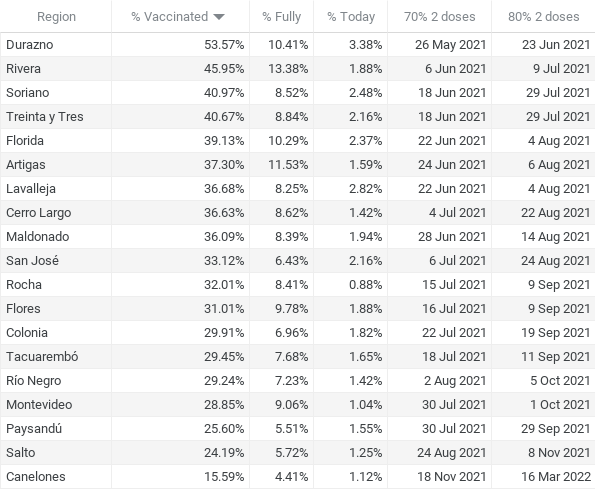 Region % Vaccinated % Fully % Today 70% 2 doses 80% 2 doses
Durazno 53.57% 10.41% 3.38% 26 May 2021 23 Jun 2021
Rivera 45.95% 13.38% 1.88% 6 Jun 2021 9 Jul 2021
Soriano 40.97% 8.52% 2.48% 18 Jun 2021 29 Jul 2021
Treinta y Tres 40.67% 8.84% 2.16% 18 Jun 2021 29 Jul 2021
Florida 39.13% 10.29% 2.37% 22 Jun 2021 4 Aug 2021
Artigas 37.30% 11.53% 1.59% 24 Jun 2021 6 Aug 2021
Lavalleja 36.68% 8.25% 2.82% 22 Jun 2021 4 Aug 2021
Cerro Largo 36.63% 8.62% 1.42% 4 Jul 2021 22 Aug 2021
Maldonado 36.09% 8.39% 1.94% 28 Jun 2021 14 Aug 2021
San José 33.12% 6.43% 2.16% 6 Jul 2021 24 Aug 2021
Rocha 32.01% 8.41% 0.88% 15 Jul 2021 9 Sep 2021
Flores 31.01% 9.78% 1.88% 16 Jul 2021 9 Sep 2021
Colonia 29.91% 6.96% 1.82% 22 Jul 2021 19 Sep 2021
Tacuarembó 29.45% 7.68% 1.65% 18 Jul 2021 11 Sep 2021
Río Negro 29.24% 7.23% 1.42% 2 Aug 2021 5 Oct 2021
Montevideo 28.85% 9.06% 1.04% 30 Jul 2021 1 Oct 2021
Paysandú 25.60% 5.51% 1.55% 30 Jul 2021 29 Sep 2021
Salto 24.19% 5.72% 1.25% 24 Aug 2021 8 Nov 2021
Canelones 15.59% 4.41% 1.12% 18 Nov 2021 16 Mar 2022